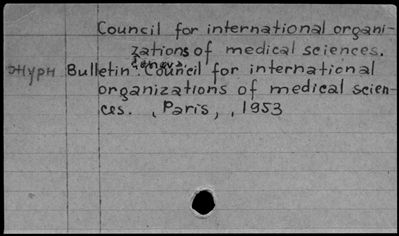 Council for international organi-
zations of medical sciences.
Geneva.
Журн Bulletin. Council for international
organizations of medical scien-
ces. , Paris, , 1953